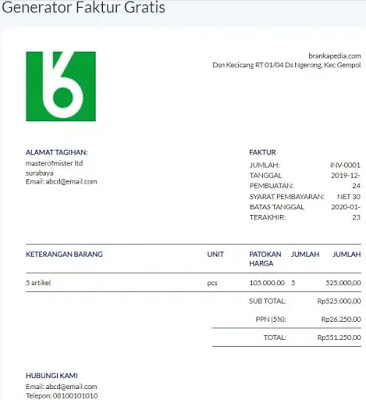 Generator Faktur Gratis
brankapedia.com
Dsn Kecicang RT 01/04 Ds Ngerong, Kec Gempol
ALAMAT TAGIHAN:
masterofmister ltd
surabaya
Email: abcd@email.com
FAKTUR
JUMLAH: INV-0001
TANGGAL 2019-12-
PEMBUATAN: 24
SYARAT PEMBAYARAN: NET 30
BATAS TANGGAL 2020-01-
TERAKHIR: 23
KETERANGAN BARANG UNIT PATOKAN JUMLAH JUMLAH
HARGA
5 artikel pcs 105.000,00 5 525.000,00
SUB TOTAL: Rp525.000,00
PPN (5%): Rp26.250,00
TOTAL: Rp551.250,00
HUBUNGI KAMI
Email: abcd@email.com
Telepon: 08100101010